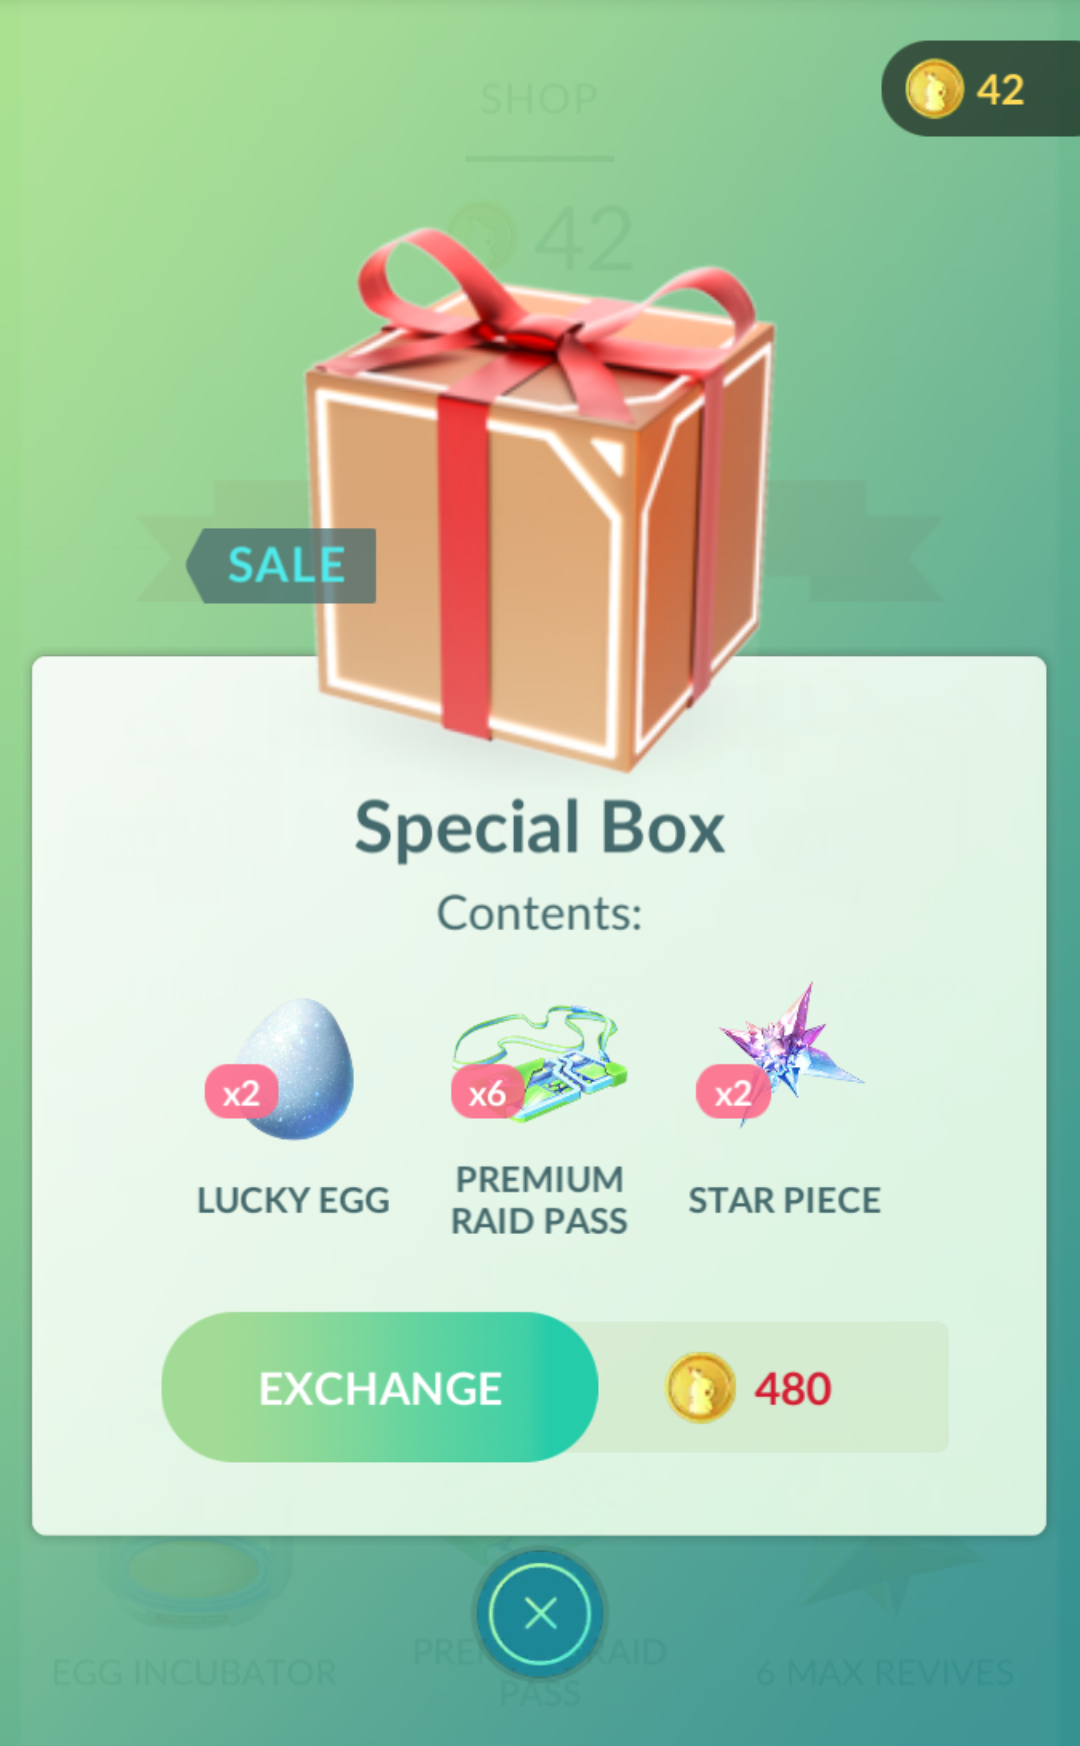 42
SHOP
42
SALE
Special Box
Contents:
x2
x6
x2
LUCKY EGG
PREMIUM
RAID PASS
STAR PIECE
EXCHANGE
480
EGG INCUBATOR
PRE RAID
PASS
6 MAX REVIVES